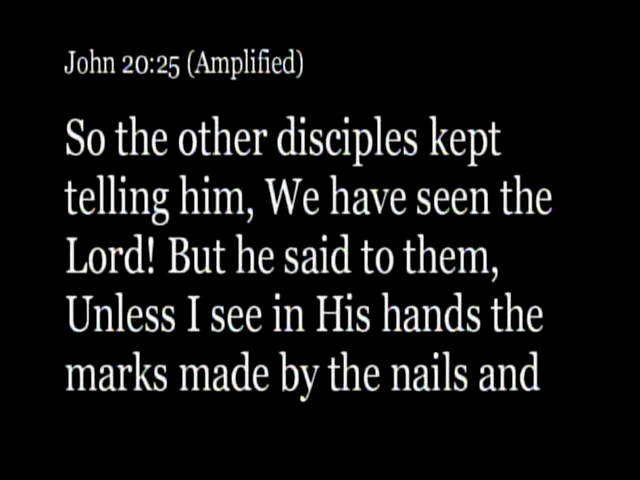 John 20:25 (Amplified)
So the other disciples kept
telling him, We have seen the
Lord! But he said to them,
Unless I see in His hands the
marks made by the nails and